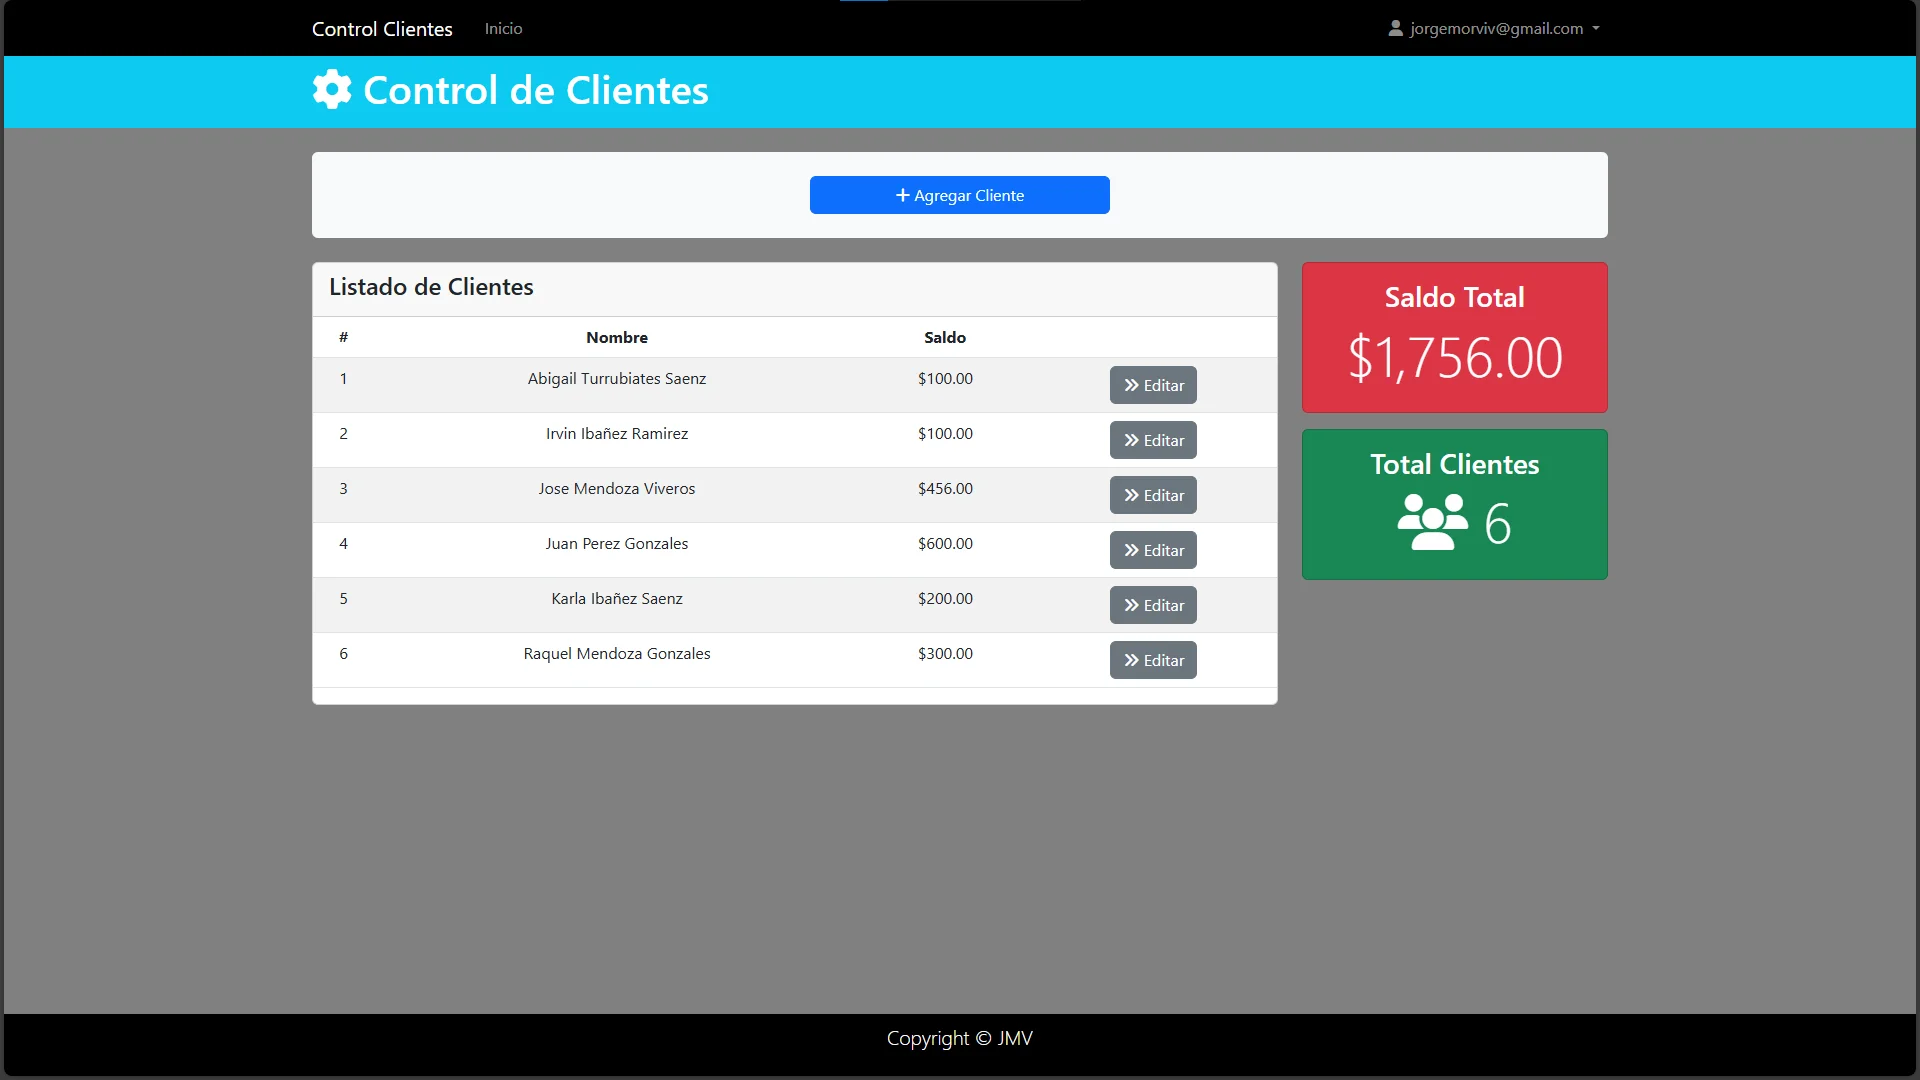 Control Clientes Inicio jorgemorviv@gmail.com
Control de Clientes
Agregar Cliente
Listado de Clientes
# Nombre Saldo
1 Abigail Turrubiates Saenz $100.00 Editar
2 Irvin Ibañez Ramirez $100.00 Editar
3 Jose Mendoza Viveros $456.00 Editar
4 Juan Perez Gonzales $600.00 Editar
5 Karla Ibañez Saenz $200.00 Editar
6 Raquel Mendoza Gonzales $300.00 Editar
Saldo Total
$1,756.00
Total Clientes
6
Copyright © JMV